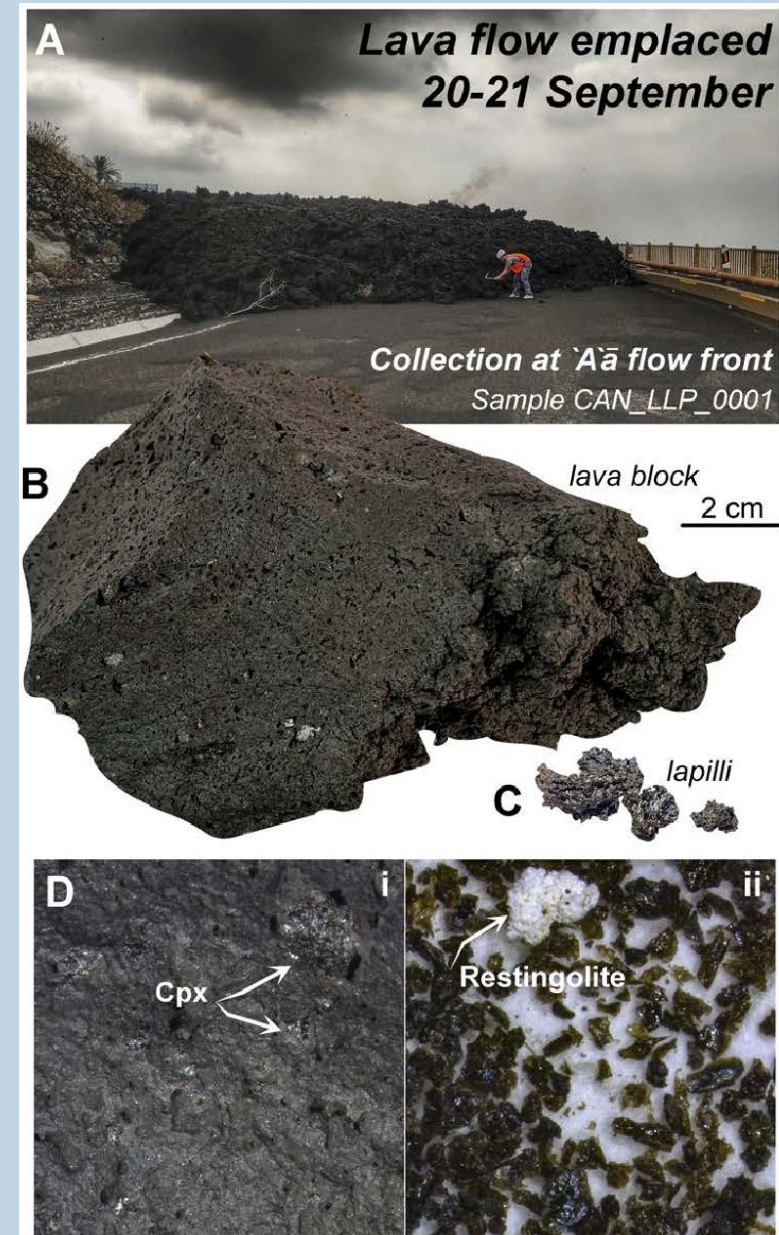 A
Lava flow emplaced
20-21 September
Collection at `A`ā flow front
Sample CAN_LLP_0001
B
lava block
2 cm
lapilli
C
D
i
ii
Cpx
Restingolite